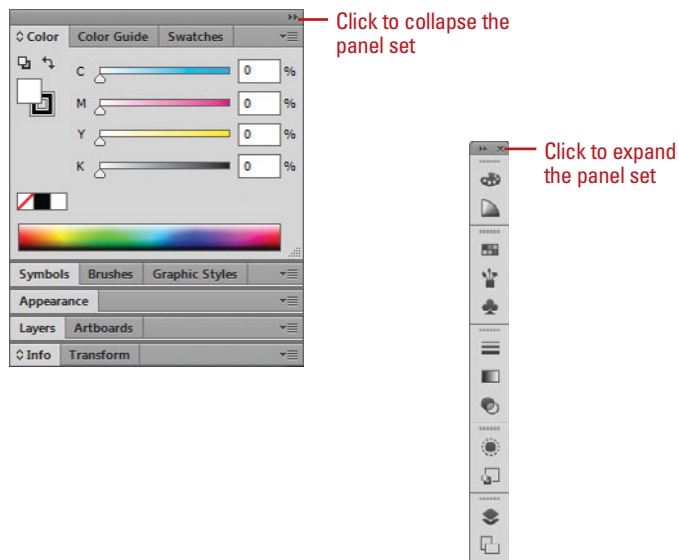 Click to collapse the
panel set
Color Color Guide Swatches
C 0 %
M 0 %
Y 0 %
K 0 %
Symbols Brushes Graphic Styles
Appearance
Layers Artboards
Info Transform
Click to expand
the panel set